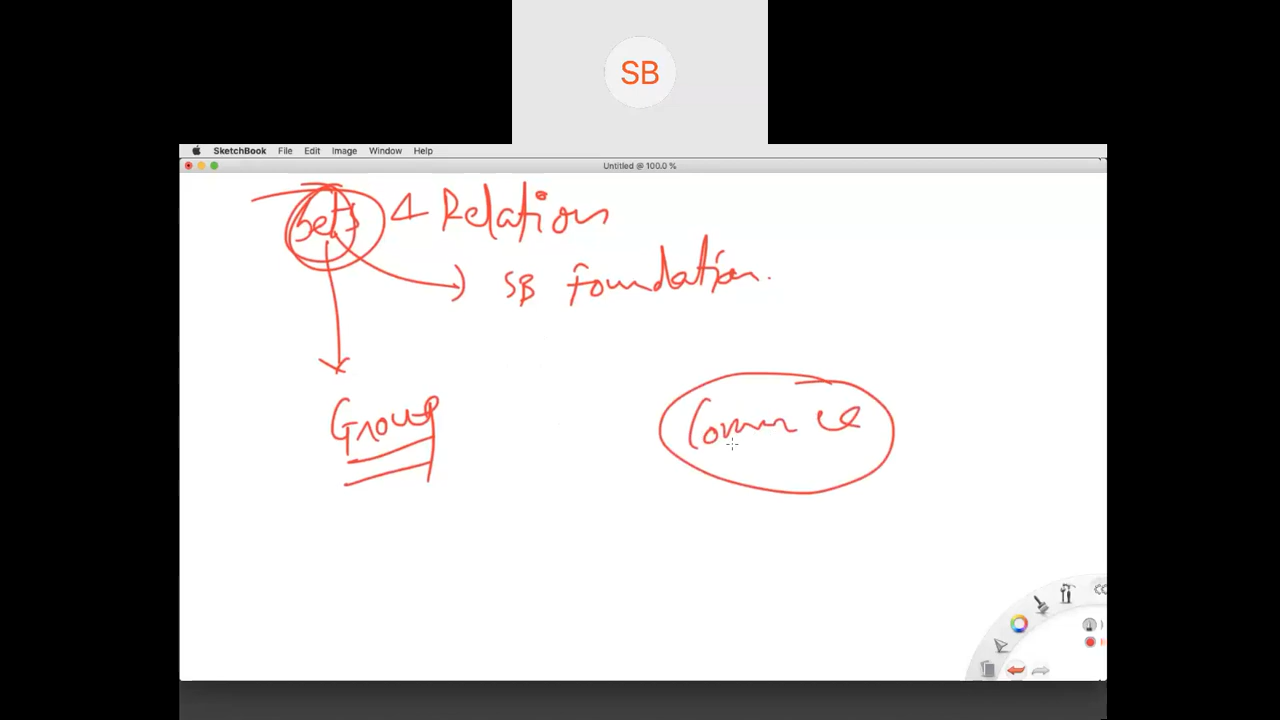 SB
SketchBook File Edit Image Window Help
Untitled @ 100.0 %
Sets & Relations
SB Foundation.
Group